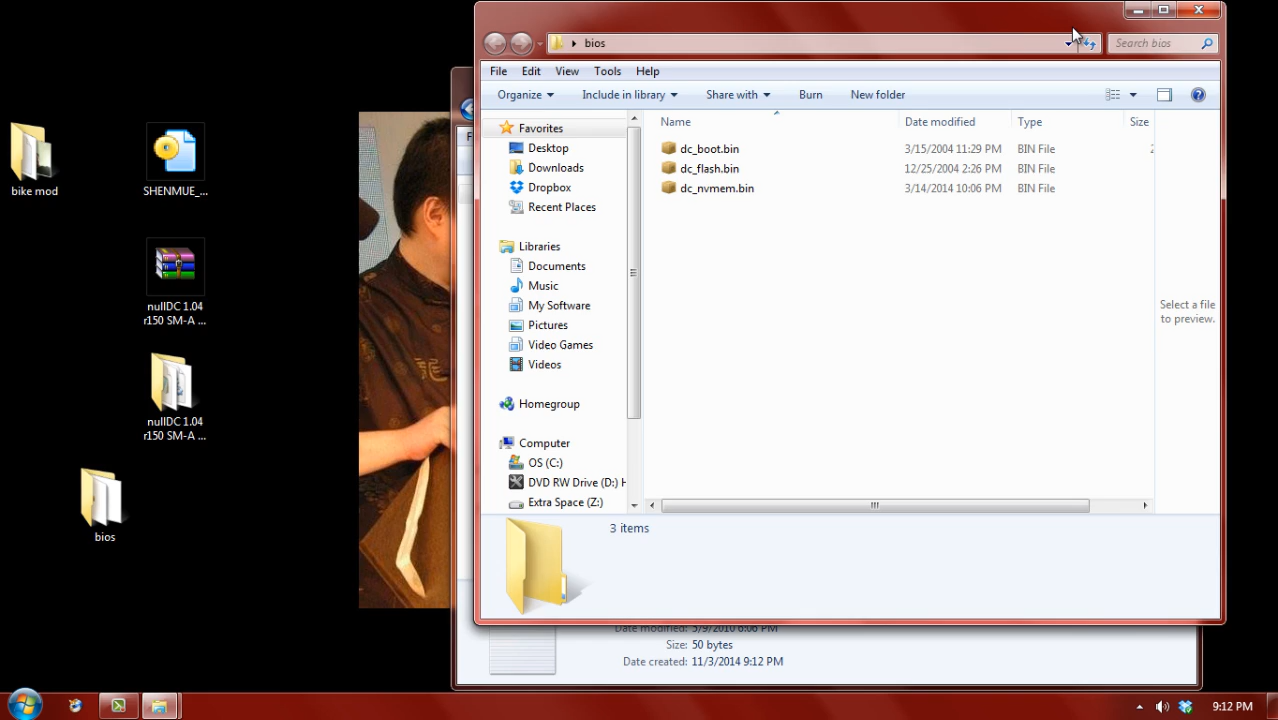 bike mod
SHENMUE_...
nullDC 1.04
r150 SM-A ...
nullDC 1.04
r150 SM-A ...
bios
bios
Search bios
File Edit View Tools Help
Organize Include in library Share with Burn New folder
Name Date modified Type Size
Favorites
Desktop
Downloads
Dropbox
Recent Places
Libraries
Documents
Music
My Software
Pictures
Video Games
Videos
Homegroup
Computer
OS (C:)
DVD RW Drive (D:) H
Extra Space (Z:)
dc_boot.bin 3/15/2004 11:29 PM BIN File
dc_flash.bin 12/25/2004 2:26 PM BIN File
dc_nvmem.bin 3/14/2014 10:06 PM BIN File
Select a file
to preview.
3 items
Date modified: 5/9/2010 6:06 PM
Size: 50 bytes
Date created: 11/3/2014 9:12 PM
9:12 PM